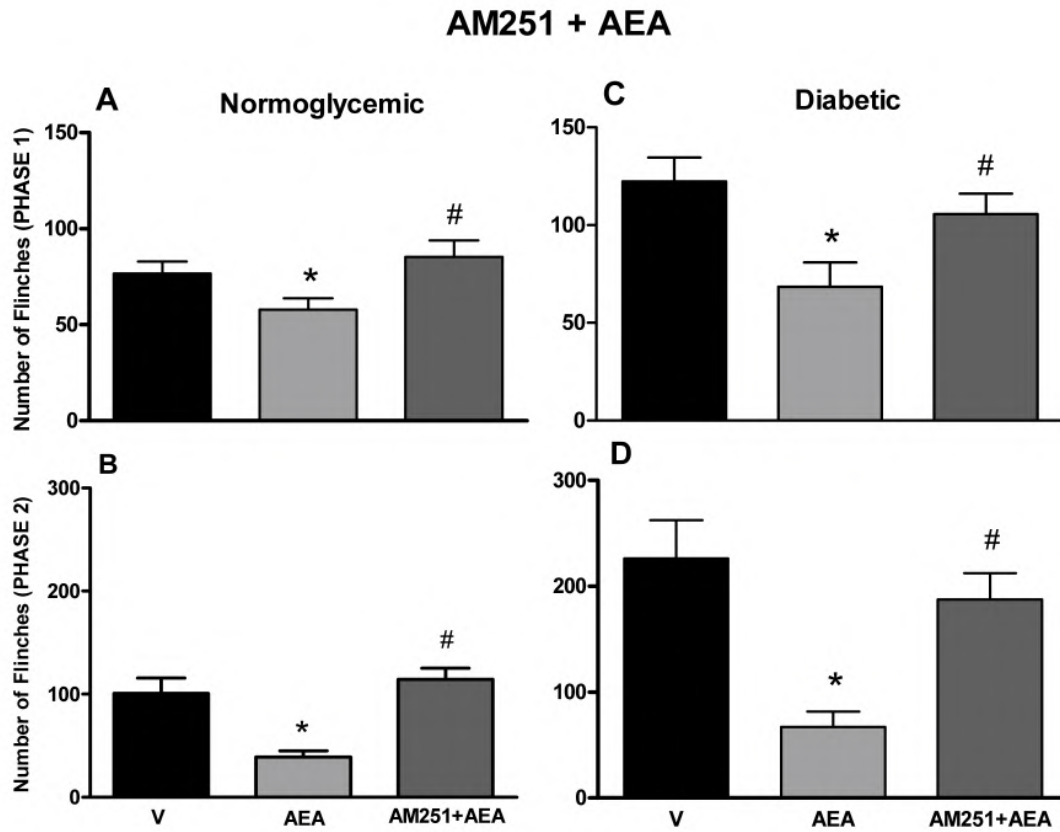 AM251 + AEA
A
Normoglycemic
Number of Flinches (PHASE 1)
150
100
50
0
*
#
C
Diabetic
150
100
50
0
*
#
B
Number of Flinches (PHASE 2)
300
200
100
0
*
#
V
AEA
AM251+AEA
D
300
200
100
0
*
#
V
AEA
AM251+AEA